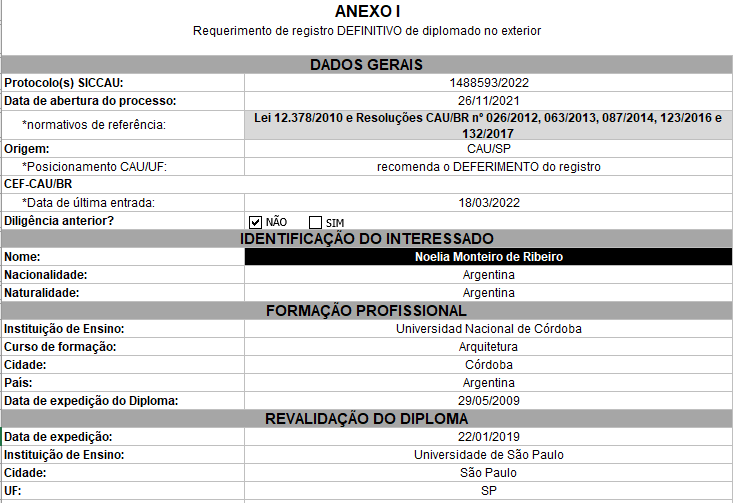 ANEXO I
Requerimento de registro DEFINITIVO de diplomado no exterior
DADOS GERAIS
Protocolo(s) SICCAU: 1488593/2022
Data de abertura do processo: 26/11/2021
*normativos de referência: Lei 12.378/2010 e Resoluções CAU/BR nº 026/2012, 063/2013, 087/2014, 123/2016 e
132/2017
Origem: CAU/SP
*Posicionamento CAU/UF: recomenda o DEFERIMENTO do registro
CEF-CAU/BR
*Data de última entrada: 18/03/2022
Diligência anterior? NÃO SIM
IDENTIFICAÇÃO DO INTERESSADO
Nome: Noelia Monteiro de Ribeiro
Nacionalidade: Argentina
Naturalidade: Argentina
FORMAÇÃO PROFISSIONAL
Instituição de Ensino: Universidad Nacional de Córdoba
Curso de formação: Arquitetura
Cidade: Córdoba
País: Argentina
Data de expedição do Diploma: 29/05/2009
REVALIDAÇÃO DO DIPLOMA
Data de expedição: 22/01/2019
Instituição de Ensino: Universidade de São Paulo
Cidade: São Paulo
UF: SP